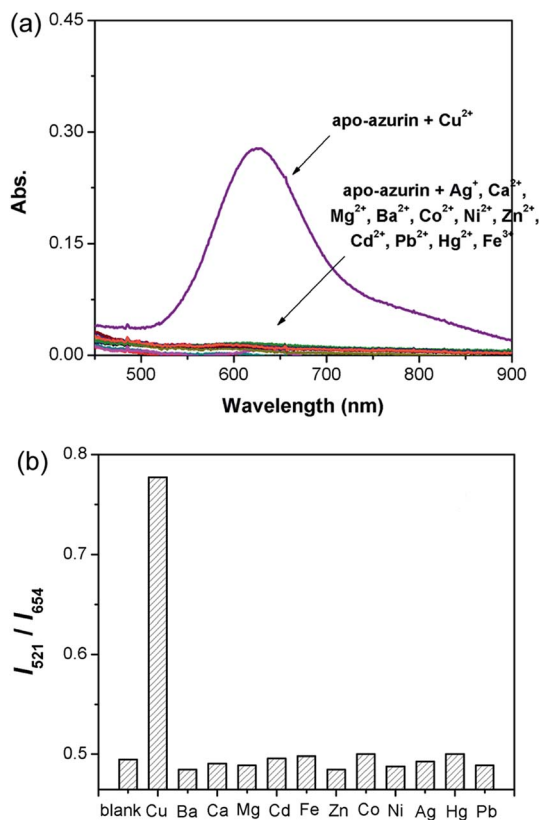 (a)
0.45
0.30
0.15
0.00
Abs.
apo-azurin + Cu²⁺
apo-azurin + Ag⁺, Ca²⁺,
Mg²⁺, Ba²⁺, Co²⁺, Ni²⁺, Zn²⁺,
Cd²⁺, Pb²⁺, Hg²⁺, Fe³⁺
500 600 700 800 900
Wavelength (nm)
(b)
0.8
0.7
0.6
0.5
I₅₂₁ / I₆₅₄
blank Cu Ba Ca Mg Cd Fe Zn Co Ni Ag Hg Pb